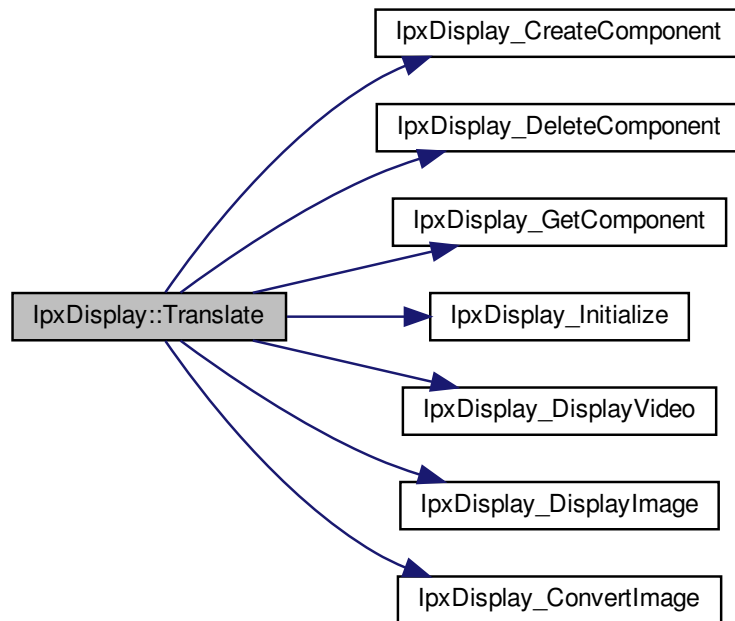 IpxDisplay_CreateComponent
IpxDisplay_DeleteComponent
IpxDisplay_GetComponent
IpxDisplay::Translate
IpxDisplay_Initialize
IpxDisplay_DisplayVideo
IpxDisplay_DisplayImage
IpxDisplay_ConvertImage